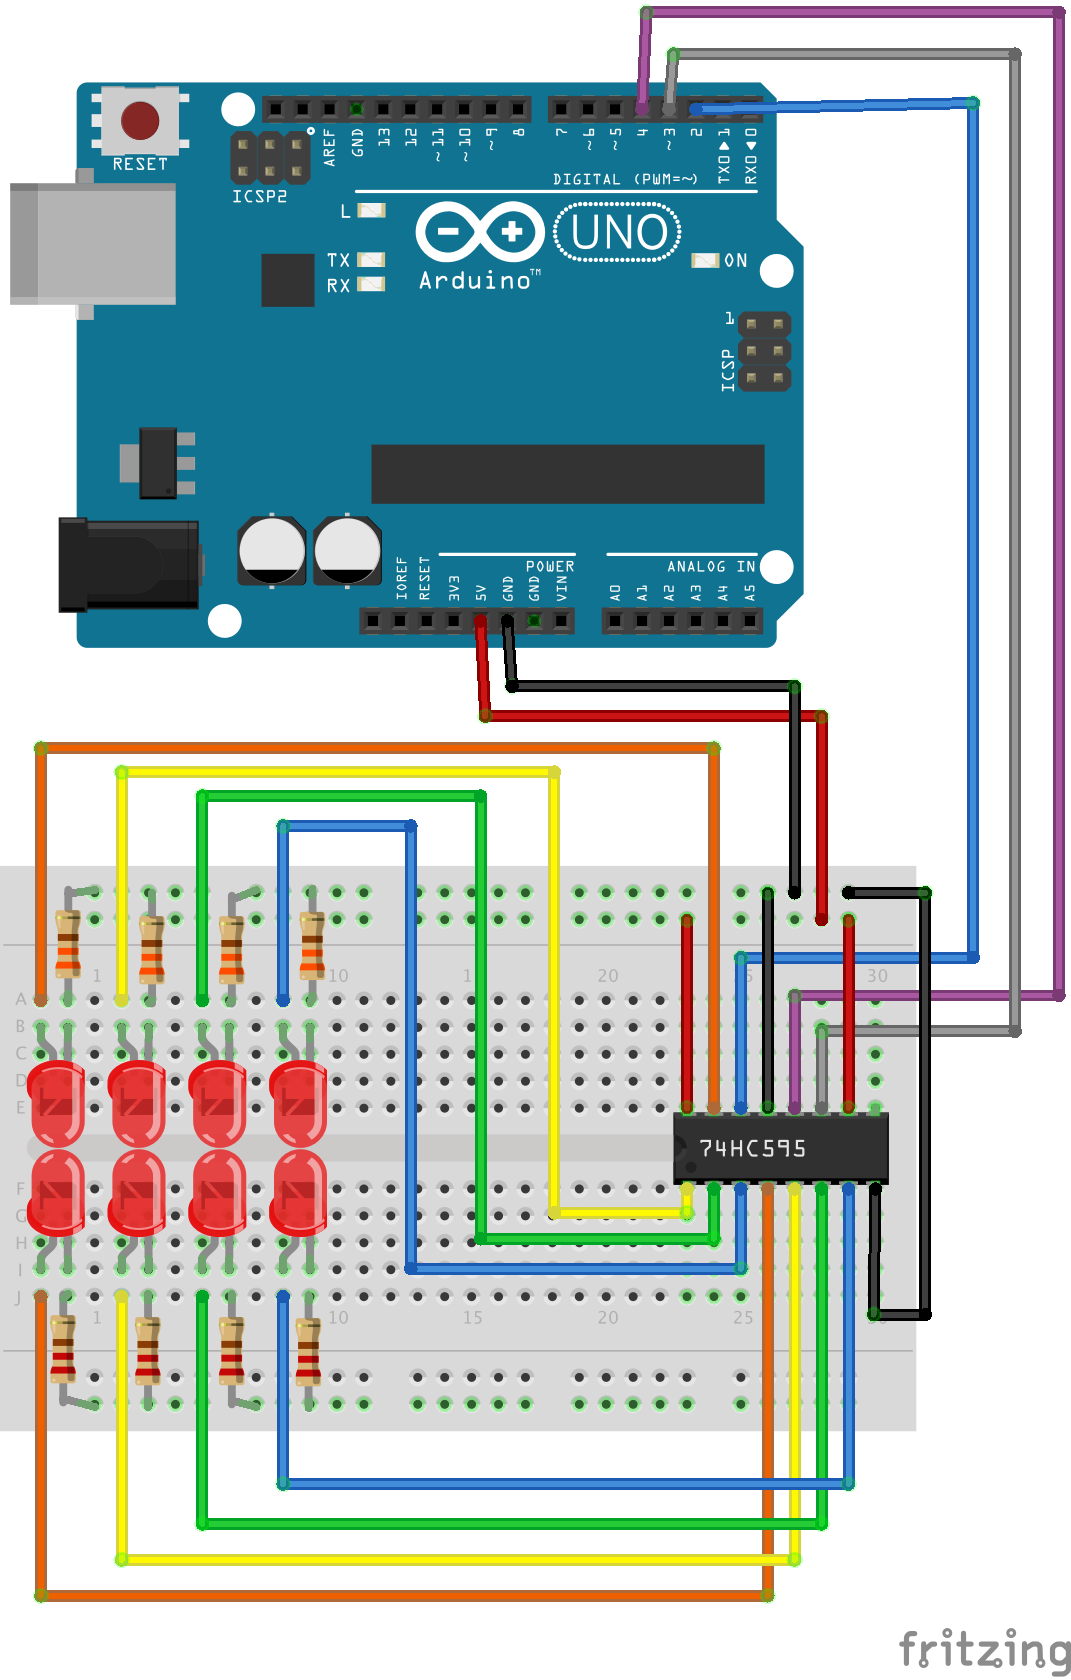 RESET
ICSP2
AREF
GND
13
12
~11
~10
~9
8
7
~6
~5
4
~3
2
TX0▶1
RX0◀0
DIGITAL (PWM=~)
L
TX
RX
UNO
Arduino™
ON
1
ICSP
IOREF
RESET
3V3
5V
GND
GND
VIN
POWER
ANALOG IN
A0
A1
A2
A3
A4
A5
1 10 15 20 25 30
A
B
C
D
E
74HC595
F
G
H
I
J
1 10 15 20 25
fritzing